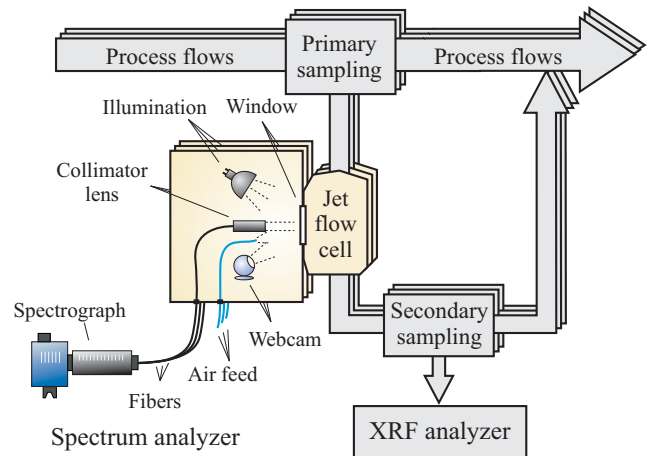 Process flows
Primary
sampling
Process flows
Illumination
Window
Collimator
lens
Jet
flow
cell
Spectrograph
Webcam
Secondary
sampling
Air feed
Fibers
Spectrum analyzer
XRF analyzer